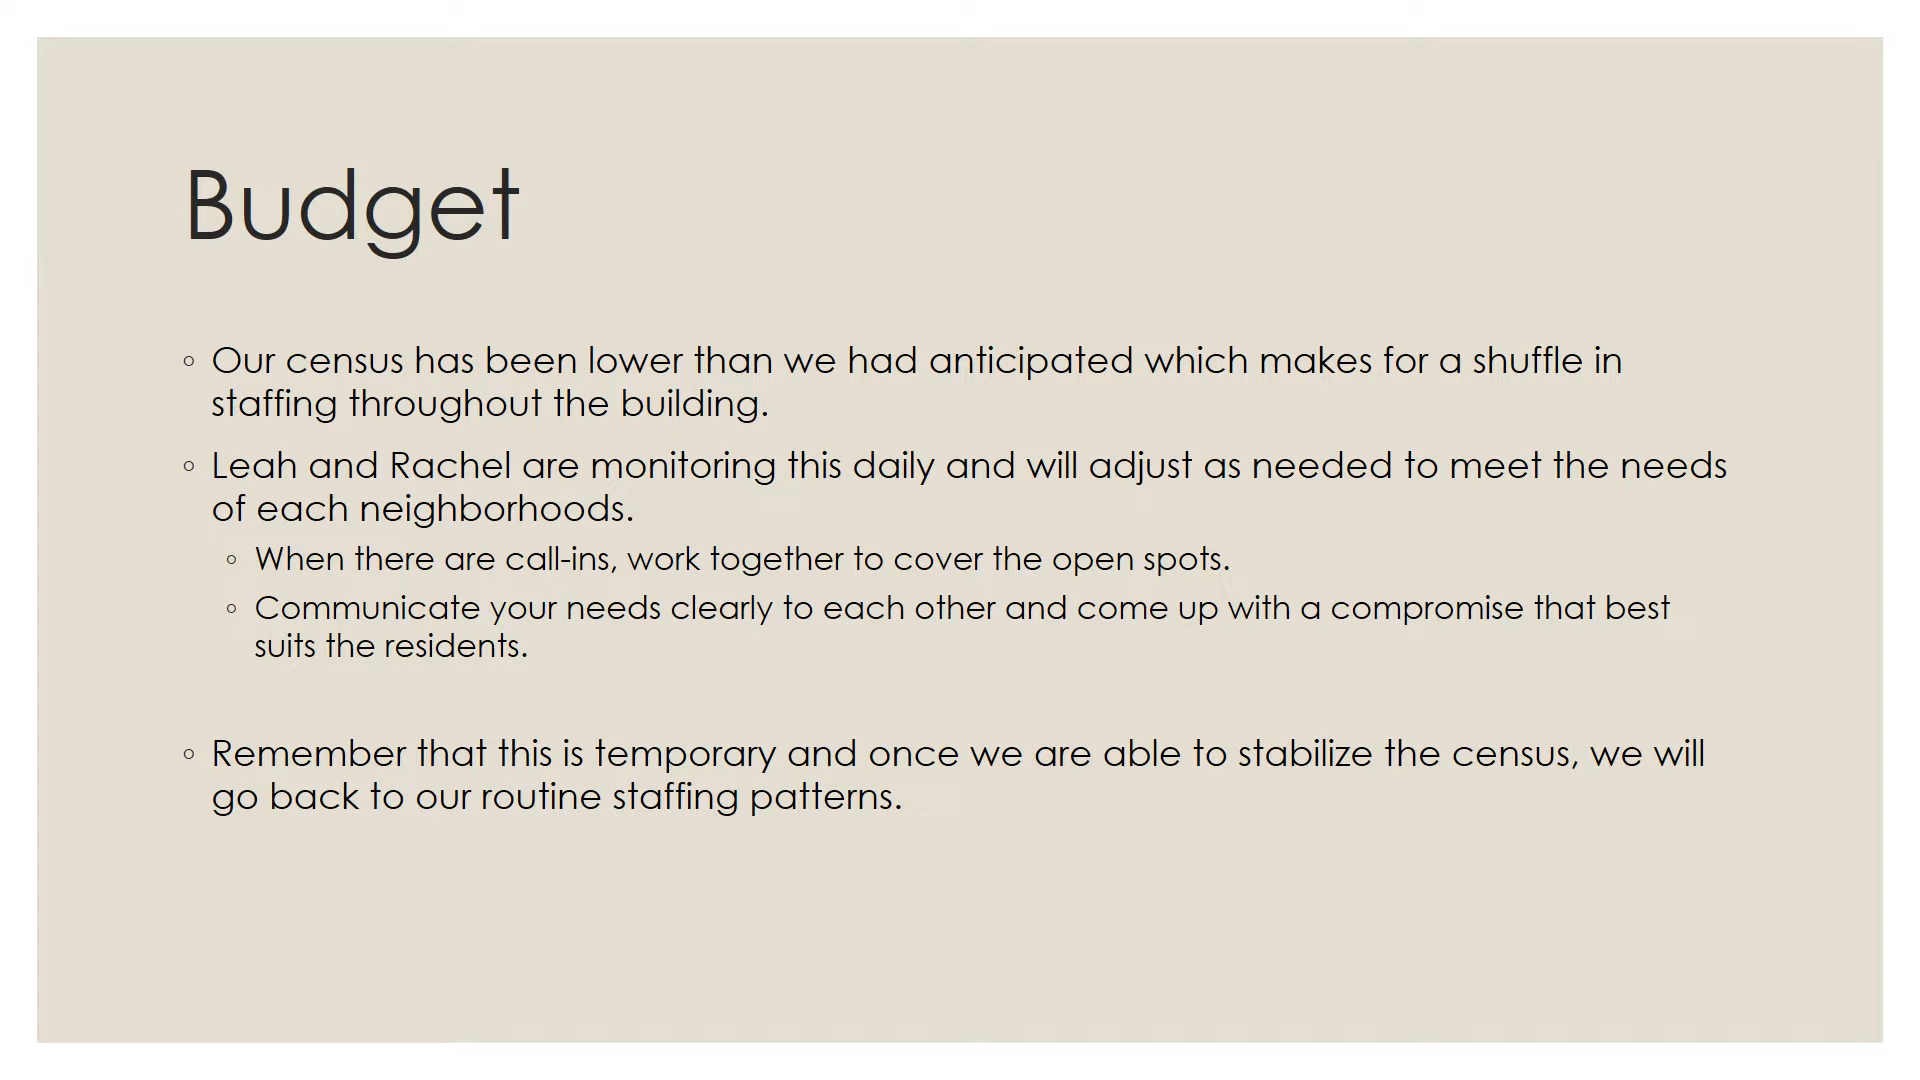 Budget
◦ Our census has been lower than we had anticipated which makes for a shuffle in
staffing throughout the building.
◦ Leah and Rachel are monitoring this daily and will adjust as needed to meet the needs
of each neighborhoods.
◦ When there are call-ins, work together to cover the open spots.
◦ Communicate your needs clearly to each other and come up with a compromise that best
suits the residents.
◦ Remember that this is temporary and once we are able to stabilize the census, we will
go back to our routine staffing patterns.